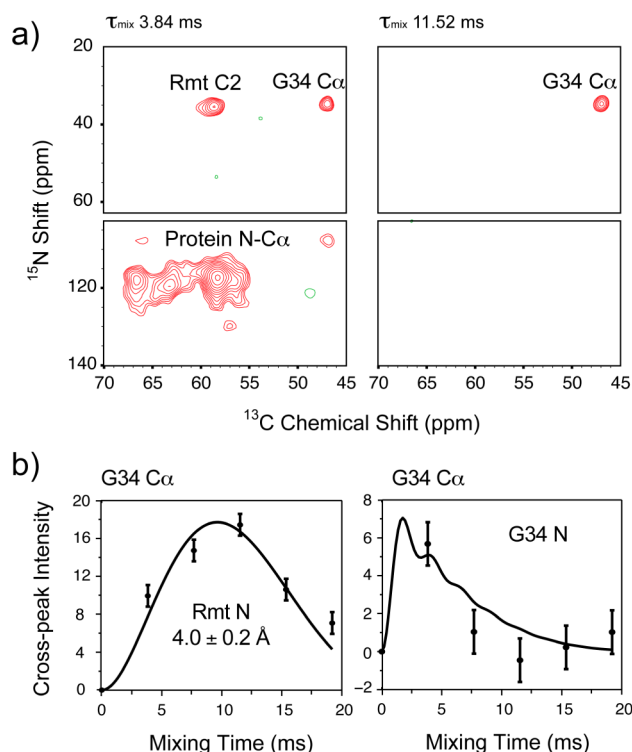 a)
τmix 3.84 ms
τmix 11.52 ms
20
40
60
Rmt C2
G34 Cα
G34 Cα
120
140
Protein N-Cα
15N Shift (ppm)
70 65 60 55 50 45
70 65 60 55 50 45
13C Chemical Shift (ppm)
b)
G34 Cα
G34 Cα
20
16
12
8
4
0
Cross-peak Intensity
Rmt N
4.0 ± 0.2 Å
0 5 10 15 20
Mixing Time (ms)
8
6
4
2
0
−2
G34 N
0 5 10 15 20
Mixing Time (ms)